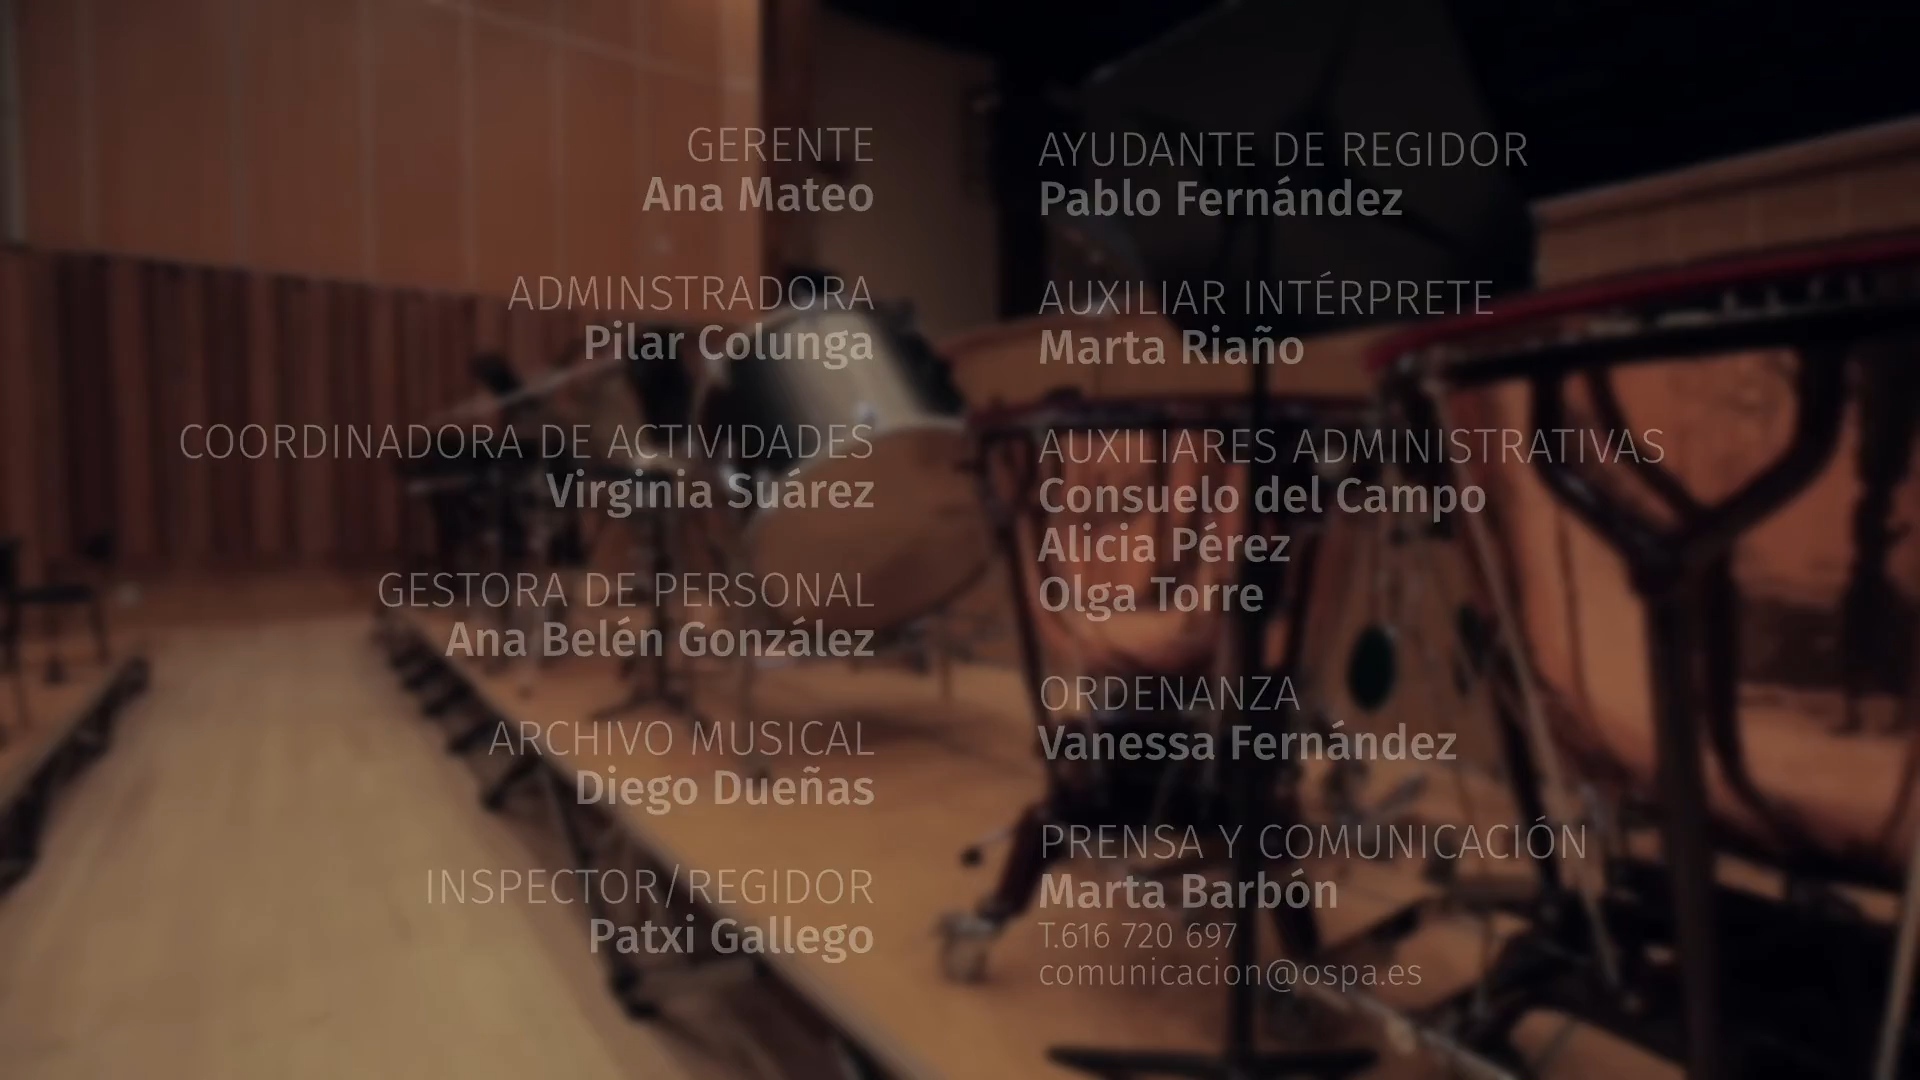 GERENTE
Ana Mateo
ADMINSTRADORA
Pilar Colunga
COORDINADORA DE ACTIVIDADES
Virginia Suárez
GESTORA DE PERSONAL
Ana Belén González
ARCHIVO MUSICAL
Diego Dueñas
INSPECTOR/REGIDOR
Patxi Gallego
AYUDANTE DE REGIDOR
Pablo Fernández
AUXILIAR INTÉRPRETE
Marta Riaño
AUXILIARES ADMINISTRATIVAS
Consuelo del Campo
Alicia Pérez
Olga Torre
ORDENANZA
Vanessa Fernández
PRENSA Y COMUNICACIÓN
Marta Barbón
T.616 720 697
comunicacion@ospa.es